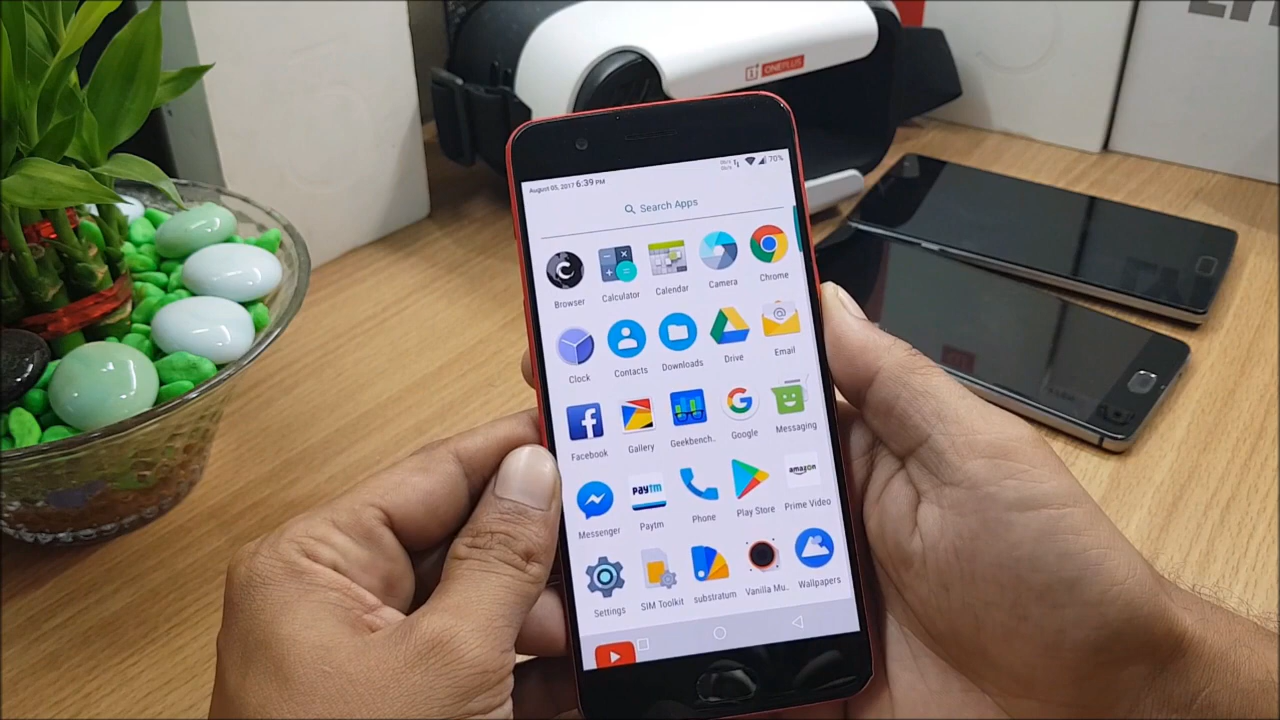 ONEPLUS
August 05, 2017 6:39 PM
70%
Search Apps
Browser
Calculator
Calendar
Camera
Chrome
Clock
Contacts
Downloads
Drive
Email
Facebook
Gallery
Geekbench..
Google
Messaging
Messenger
Paytm
Paytm
Phone
Play Store
amazon
Prime Video
Settings
SIM Toolkit
substratum
Vanilla Mu..
Wallpapers